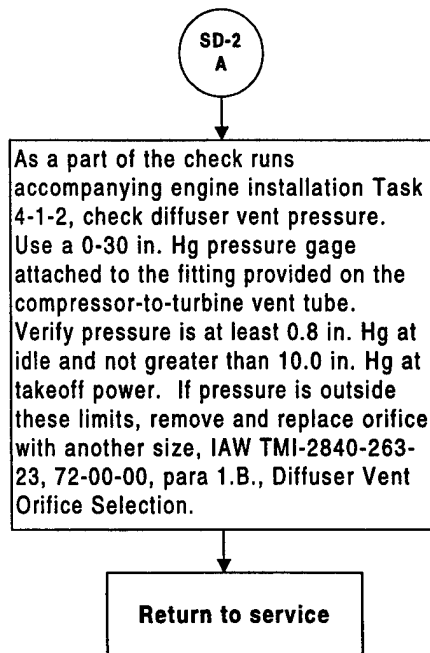 SD-2
A
As a part of the check runs
accompanying engine installation Task
4-1-2, check diffuser vent pressure.
Use a 0-30 in. Hg pressure gage
attached to the fitting provided on the
compressor-to-turbine vent tube.
Verify pressure is at least 0.8 in. Hg at
idle and not greater than 10.0 in. Hg at
takeoff power. If pressure is outside
these limits, remove and replace orifice
with another size, IAW TMI-2840-263-
23, 72-00-00, para 1.B., Diffuser Vent
Orifice Selection.
Return to service